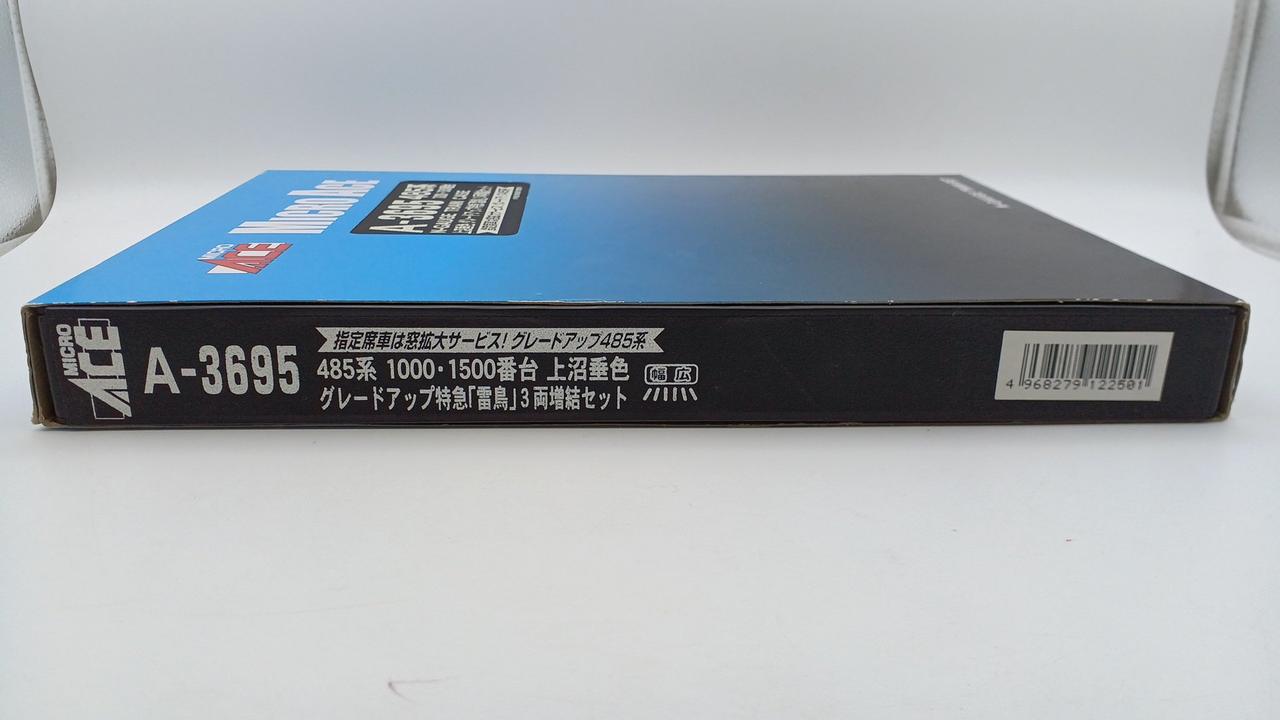 MICRO ACE
MICRO ACE
A-3695
MICRO ACE
A-3695
指定席車は窓拡大サービス! グレードアップ485系
485系 1000・1500番台 上沼垂色
グレードアップ特急「雷鳥」3両増結セット
幅広
4 968279 122501